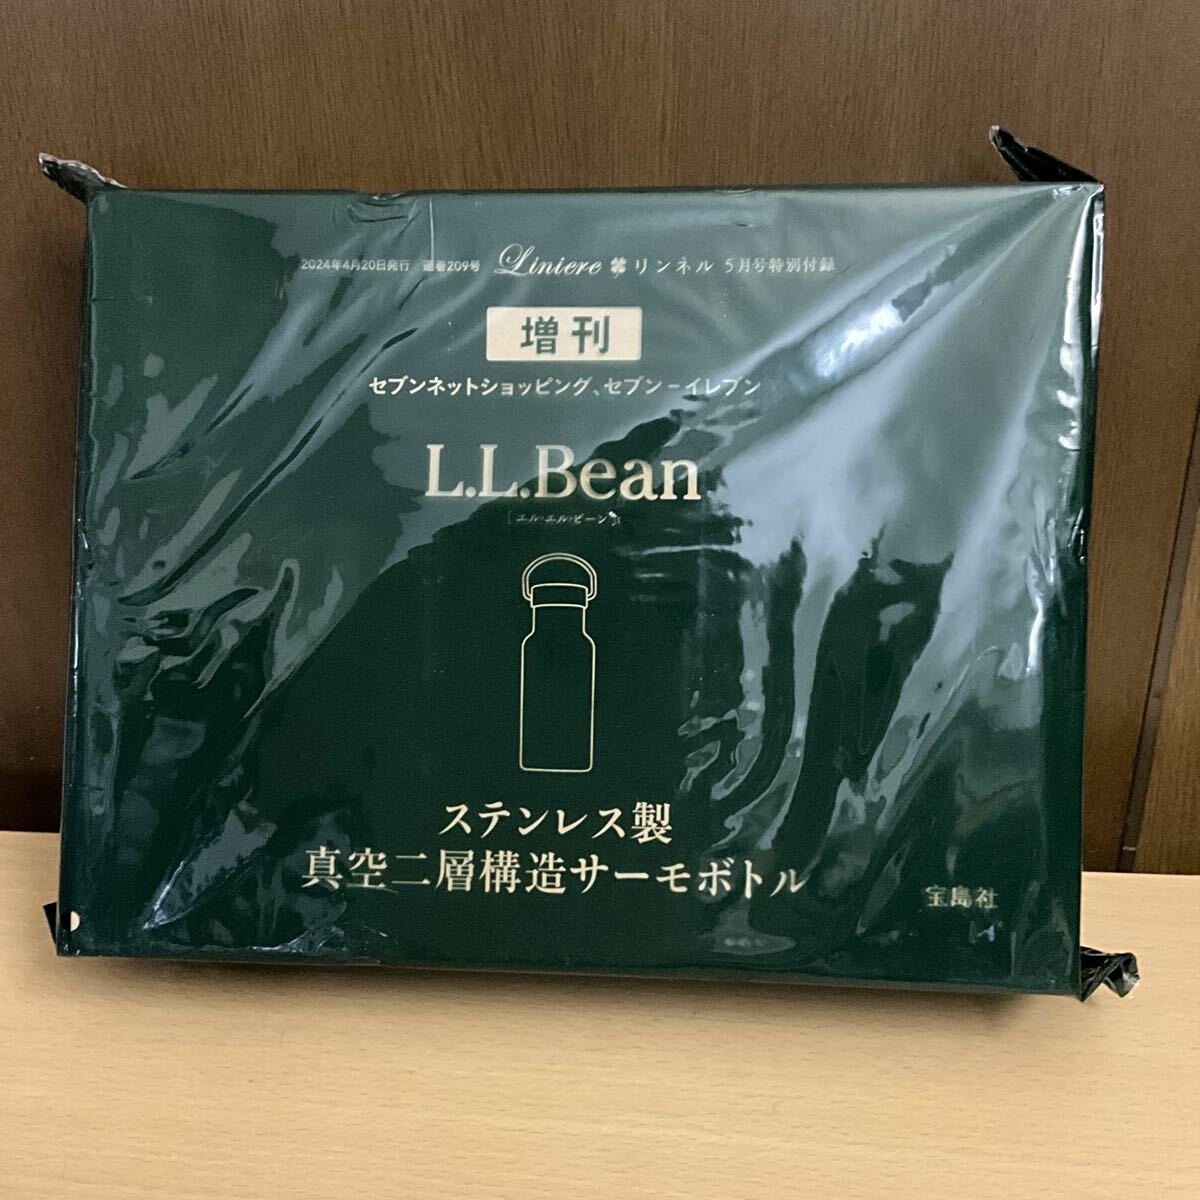 2024年4月20日発行 通巻209号 Liniere リンネル 5月号特別付録
増刊
セブンネットショッピング、セブン-イレブン
L.L.Bean
[エル・エル・ビーン]
ステンレス製
真空二層構造サーモボトル
宝島社